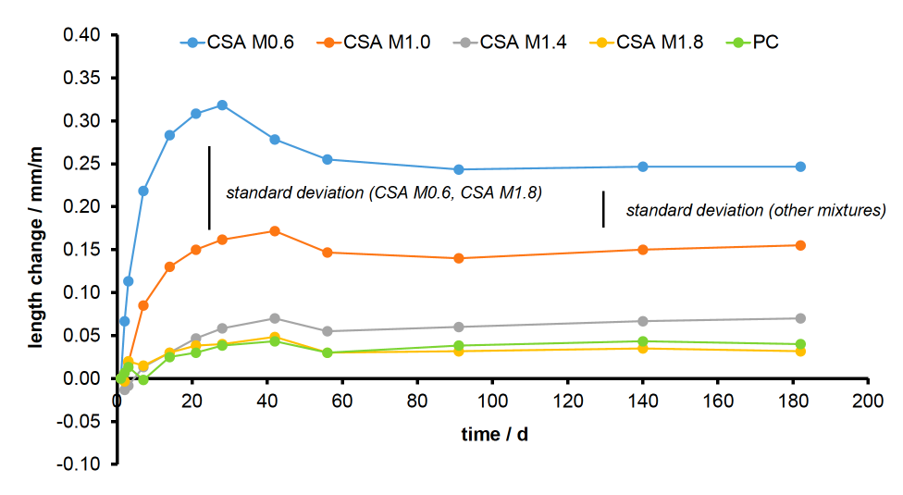 0.40
CSA M0.6 CSA M1.0 CSA M1.4 CSA M1.8 PC
0.35
0.30
0.25
0.20
0.15
0.10
0.05
0.00
-0.05
-0.10
length change / mm/m
standard deviation (CSA M0.6, CSA M1.8)
standard deviation (other mixtures)
0 20 40 60 80 100 120 140 160 180 200
time / d